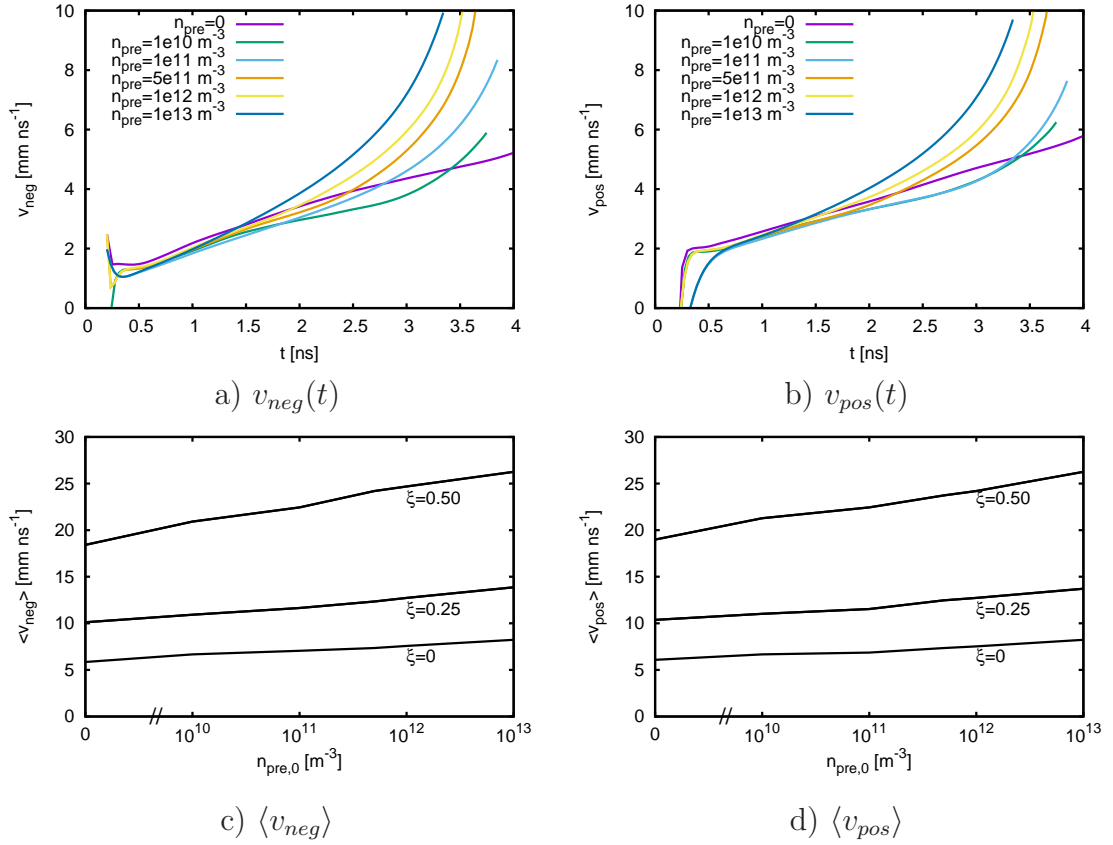 10
8
6
4
2
0
v_neg [mm ns^-1]
n_pre=0
n_pre=1e10 m^-3
n_pre=1e11 m^-3
n_pre=5e11 m^-3
n_pre=1e12 m^-3
n_pre=1e13 m^-3
0 0.5 1 1.5 2 2.5 3 3.5 4
t [ns]
a) v_neg(t)
10
8
6
4
2
0
v_pos [mm ns^-1]
n_pre=0
n_pre=1e10 m^-3
n_pre=1e11 m^-3
n_pre=5e11 m^-3
n_pre=1e12 m^-3
n_pre=1e13 m^-3
0 0.5 1 1.5 2 2.5 3 3.5 4
t [ns]
b) v_pos(t)
30
25
20
15
10
5
0
<v_neg> [mm ns^-1]
ξ=0.50
ξ=0.25
ξ=0
0 // 10^10 10^11 10^12 10^13
n_pre,0 [m^-3]
c) ⟨v_neg⟩
30
25
20
15
10
5
0
<v_pos> [mm ns^-1]
ξ=0.50
ξ=0.25
ξ=0
0 // 10^10 10^11 10^12 10^13
n_pre,0 [m^-3]
d) ⟨v_pos⟩